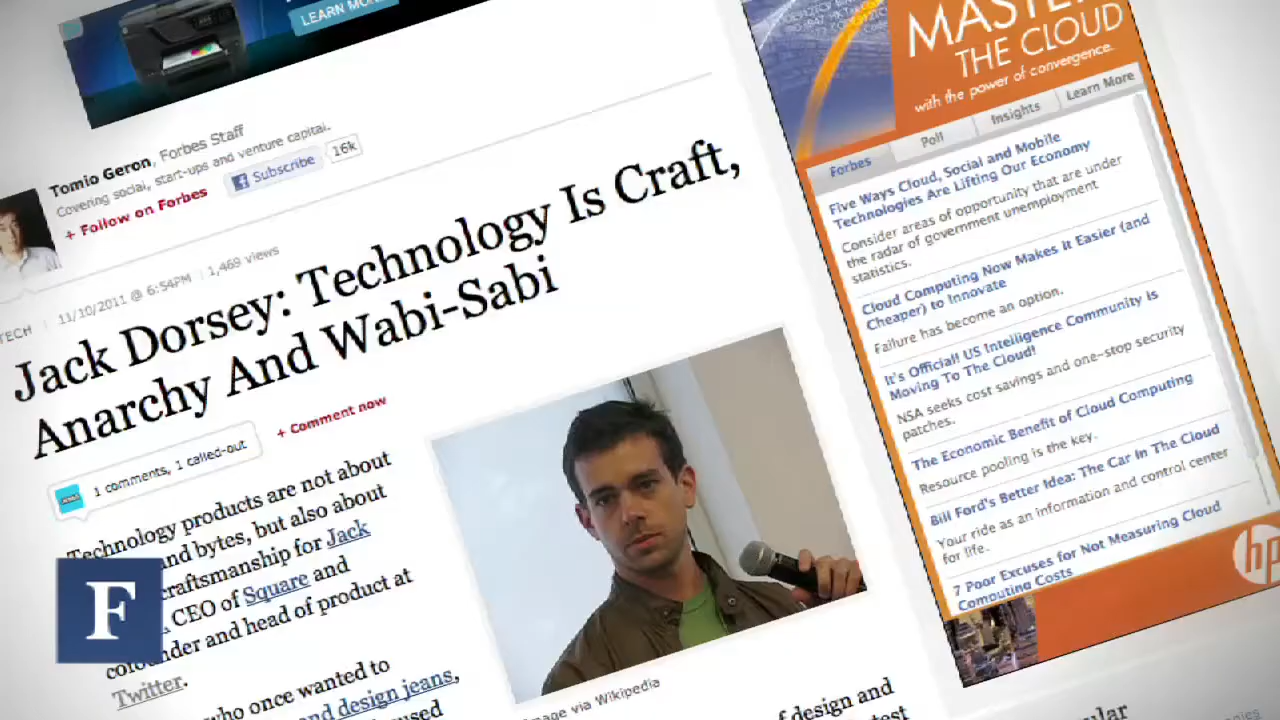 LEARN MORE
Tomio Geron, Forbes Staff
Covering social, start-ups and venture capital.
+ Follow on Forbes
Subscribe
16k
TECH | 11/10/2011 @ 6:54PM | 1,469 views
Jack Dorsey: Technology Is Craft,
Anarchy And Wabi-Sabi
1 comments, 1 called-out
+ Comment now
Technology products are not about
and bytes, but also about
craftsmanship for Jack
CEO of Square and
cofounder and head of product at
Twitter.
who once wanted to
and design jeans,
Image via Wikipedia
of design and
F
MASTER
THE CLOUD
with the power of convergence.
Forbes
Poll
Insights
Learn More
Five Ways Cloud, Social and Mobile
Technologies Are Lifting Our Economy
Consider areas of opportunity that are under
the radar of government unemployment
statistics.
Cloud Computing Now Makes it Easier (and
Cheaper) to Innovate
Failure has become an option.
It's Official! US Intelligence Community Is
Moving To The Cloud!
NSA seeks cost savings and one-stop security
patches.
The Economic Benefit of Cloud Computing
Resource pooling is the key.
Bill Ford's Better Idea: The Car In The Cloud
Your ride as an information and control center
for life.
7 Poor Excuses for Not Measuring Cloud
Computing Costs
hp